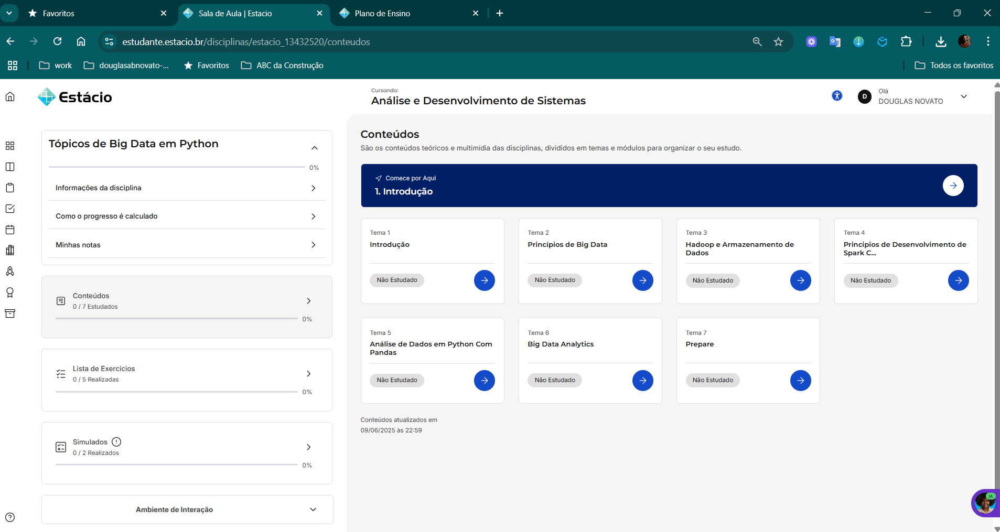 Favoritos
Sala de Aula | Estacio
Plano de Ensino
estudante.estacio.br/disciplinas/estacio_13432520/conteudos
work
douglasabnovato-...
Favoritos
ABC da Construção
Todos os favoritos
Estácio
Cursando:
Análise e Desenvolvimento de Sistemas
D
Olá
DOUGLAS NOVATO
Tópicos de Big Data em Python
0%
Informações da disciplina
Como o progresso é calculado
Minhas notas
Conteúdos
0 / 7 Estudados
0%
Lista de Exercícios
0 / 5 Realizadas
0%
Simulados
0 / 2 Realizados
0%
Ambiente de Interação
Conteúdos
São os conteúdos teóricos e multimídia das disciplinas, divididos em temas e módulos para organizar o seu estudo.
Comece por Aqui
1. Introdução
Tema 1
Introdução
Não Estudado
Tema 2
Princípios de Big Data
Não Estudado
Tema 3
Hadoop e Armazenamento de
Dados
Não Estudado
Tema 4
Principios de Desenvolvimento de
Spark C...
Não Estudado
Tema 5
Análise de Dados em Python Com
Pandas
Não Estudado
Tema 6
Big Data Analytics
Não Estudado
Tema 7
Prepare
Não Estudado
Conteúdos atualizados em
09/06/2025 às 22:59
IA